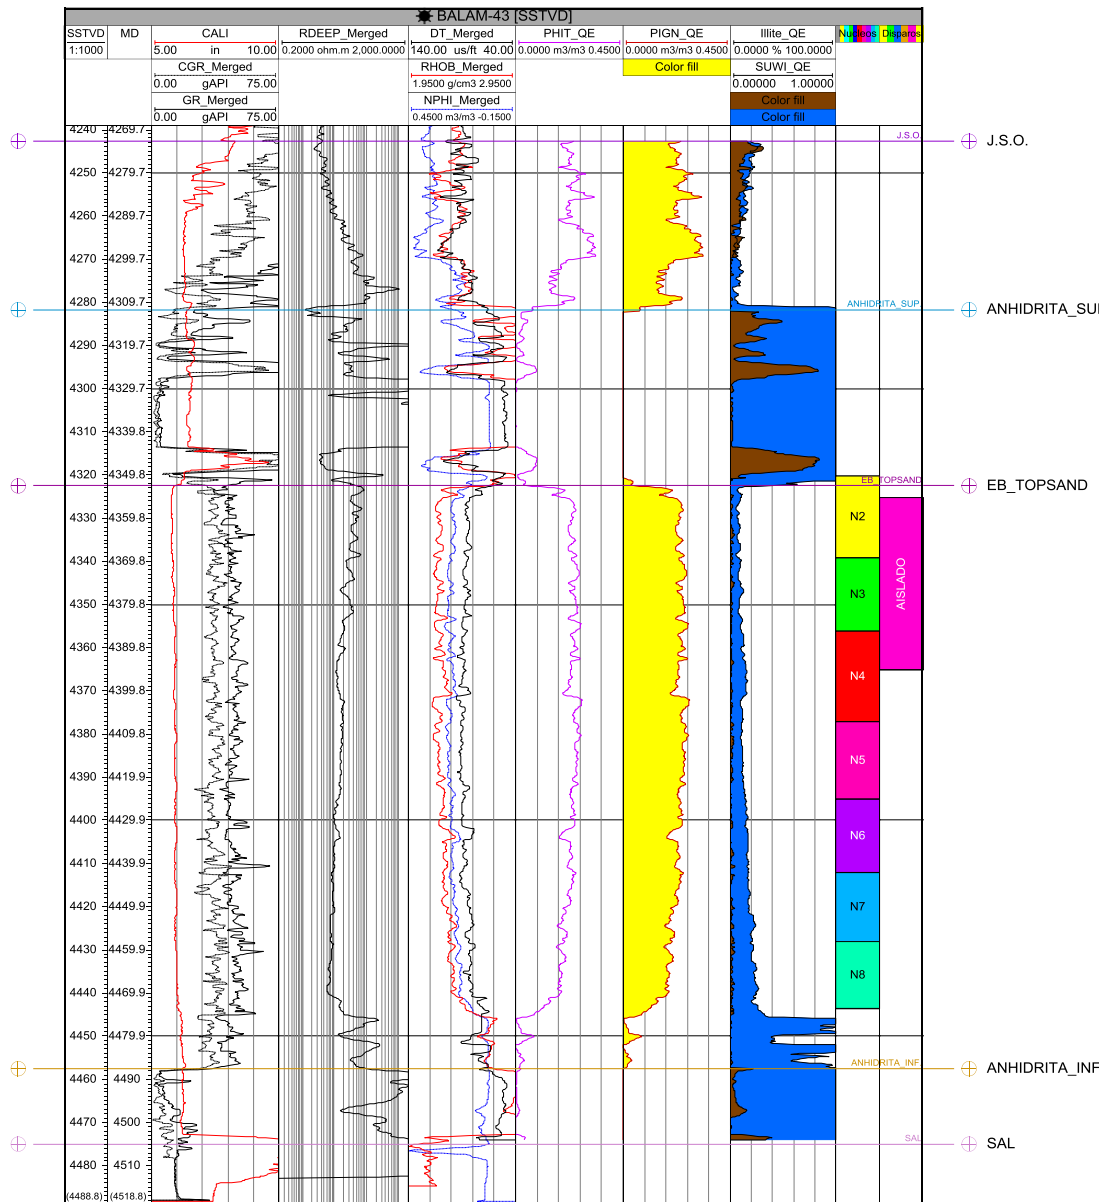 BALAM-43 [SSTVD]
SSTVD MD CALI RDEEP_Merged DT_Merged PHIT_QE PIGN_QE Illite_QE Nucleos Disparos
1:1000 5.00 in 10.00 0.2000 ohm.m 2,000.0000 140.00 us/ft 40.00 0.0000 m3/m3 0.4500 0.0000 m3/m3 0.4500 0.0000 % 100.0000
CGR_Merged RHOB_Merged Color fill SUWI_QE
0.00 gAPI 75.00 1.9500 g/cm3 2.9500 0.00000 1.00000
GR_Merged NPHI_Merged Color fill
0.00 gAPI 75.00 0.4500 m3/m3 -0.1500 Color fill
4240 4269.7
J.S.O. J.S.O.
4250 4279.7
4260 4289.7
4270 4299.7
4280 4309.7
ANHIDRITA_SUP ANHIDRITA_SUP
4290 4319.7
4300 4329.7
4310 4339.8
4320 4349.8
EB_TOPSAND EB_TOPSAND
4330 4359.8 N2
4340 4369.8
N3 AISLADO
4350 4379.8
4360 4389.8
N4
4370 4399.8
4380 4409.8
N5
4390 4419.9
4400 4429.9
N6
4410 4439.9
4420 4449.9 N7
4430 4459.9
N8
4440 4469.9
4450 4479.9
ANHIDRITA_INF. ANHIDRITA_INF
4460 4490
4470 4500
SAL SAL
4480 4510
(4488.8) (4518.8)